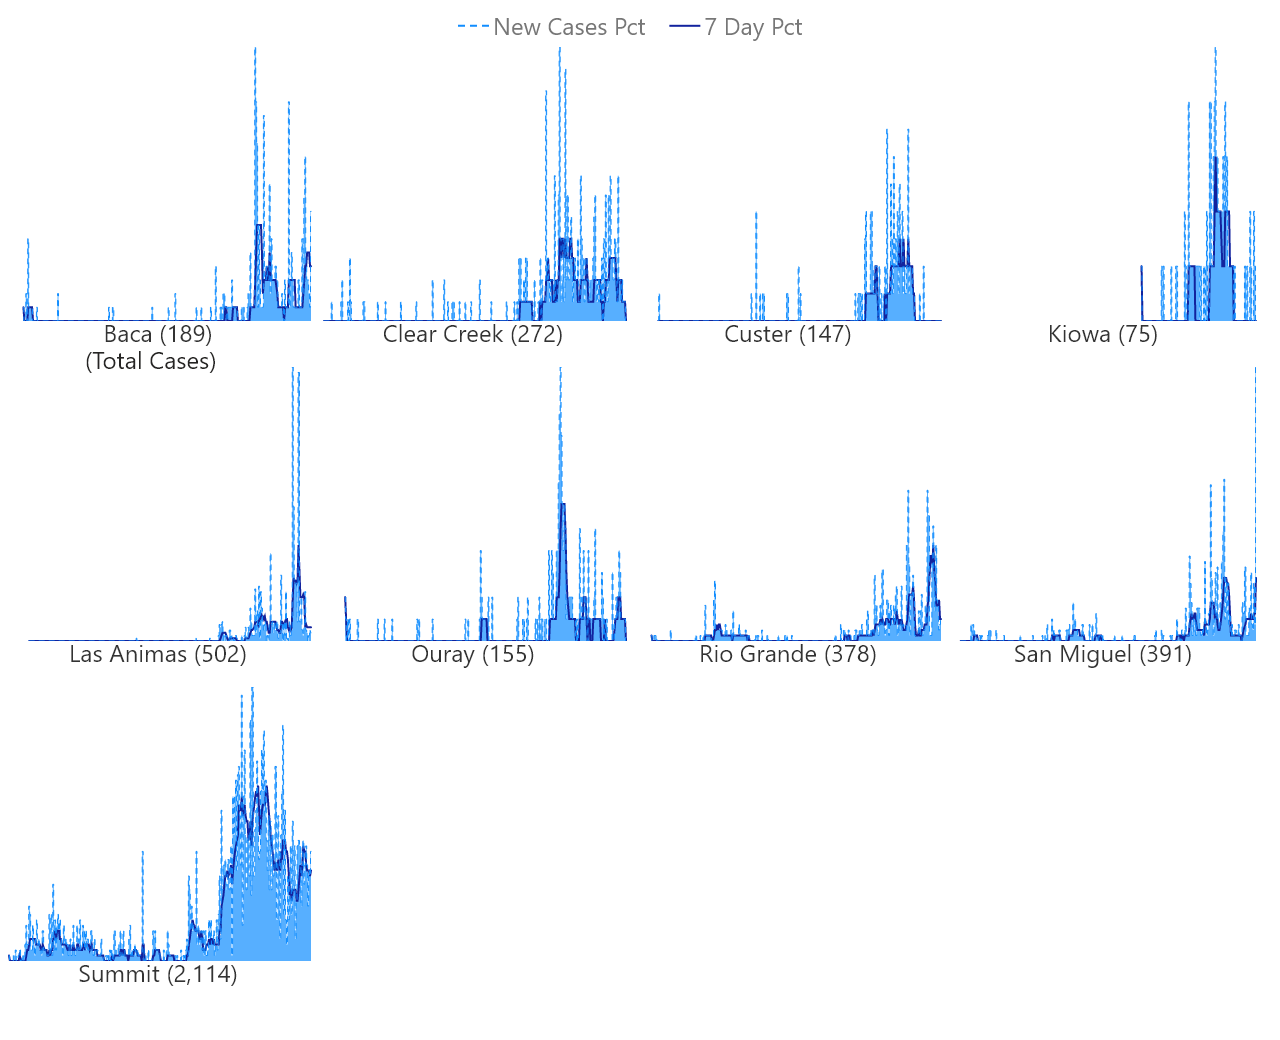 New Cases Pct 7 Day Pct
Baca (189)
(Total Cases)
Clear Creek (272)
Custer (147)
Kiowa (75)
Las Animas (502)
Ouray (155)
Rio Grande (378)
San Miguel (391)
Summit (2,114)